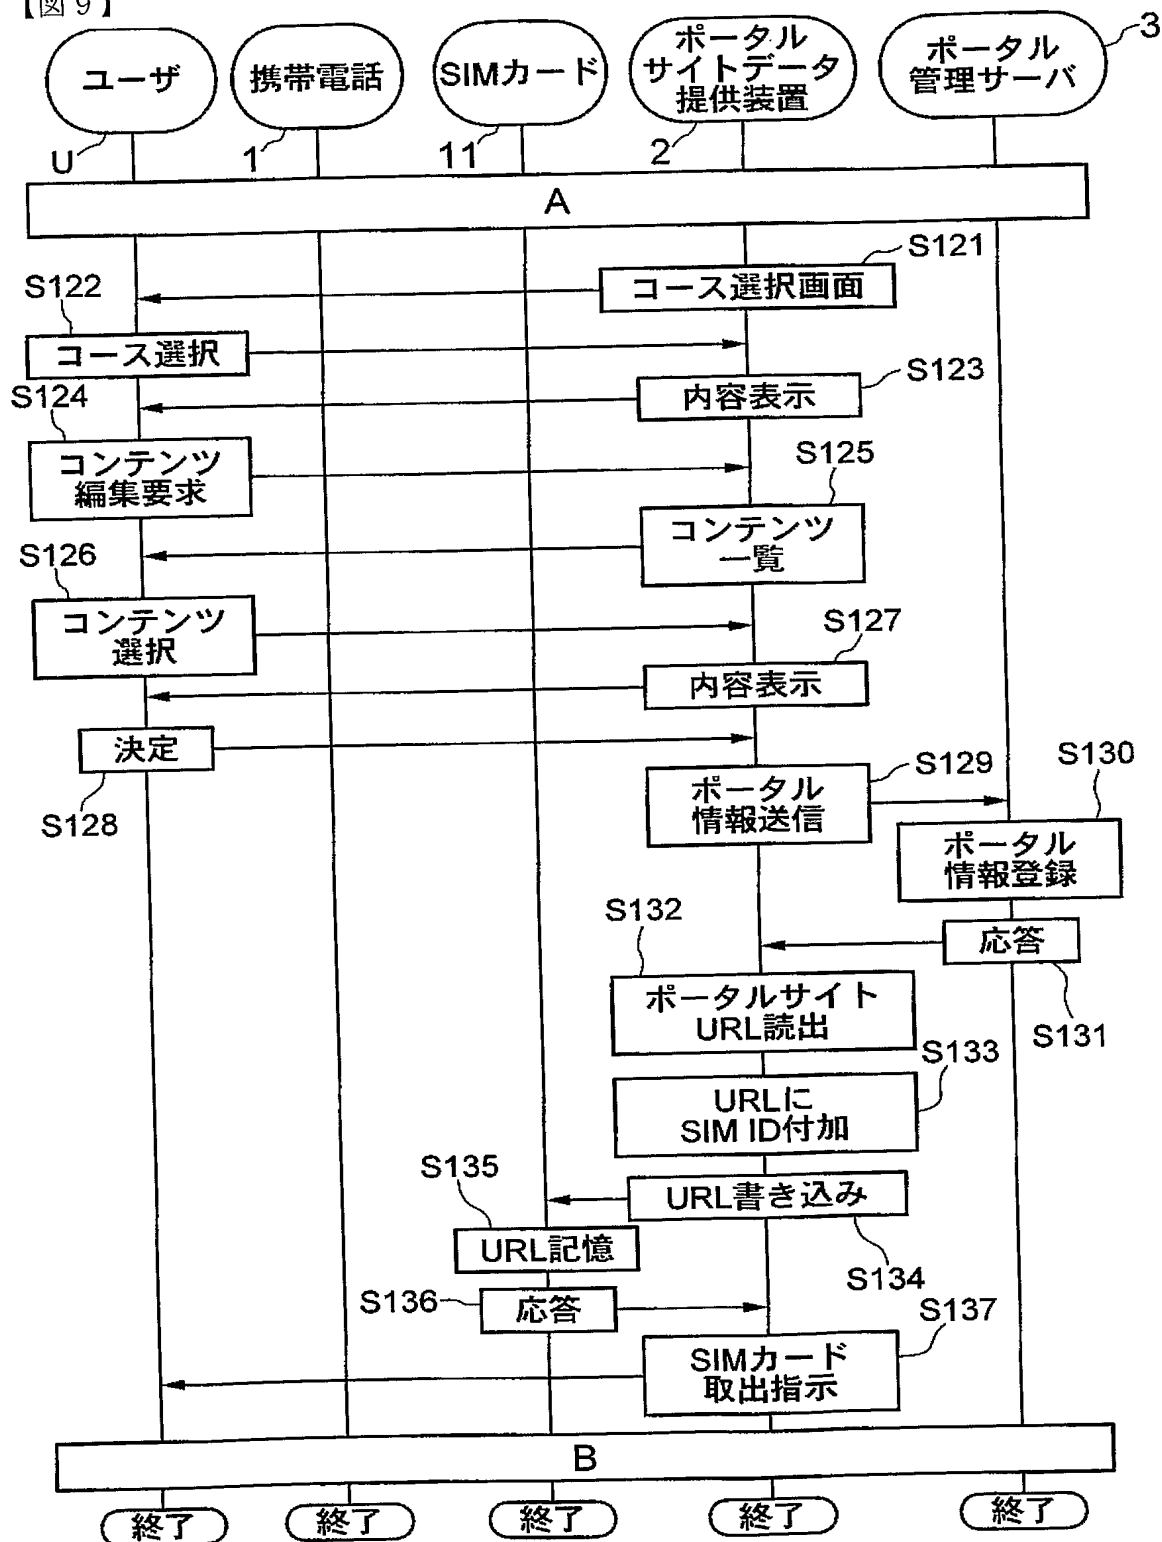 【図9】
ユーザ
携帯電話
SIMカード
ポータル
サイトデータ
提供装置
ポータル
管理サーバ
3
U
1
11
2
A
S121
コース選択画面
S122
コース選択
S123
内容表示
S124
コンテンツ
編集要求
S125
コンテンツ
一覧
S126
コンテンツ
選択
S127
内容表示
決定
S128
S129
ポータル
情報送信
S130
ポータル
情報登録
応答
S131
S132
ポータルサイト
URL読出
S133
URLに
SIM ID付加
URL書き込み
S134
S135
URL記憶
S136
応答
S137
SIMカード
取出指示
B
終了
終了
終了
終了
終了